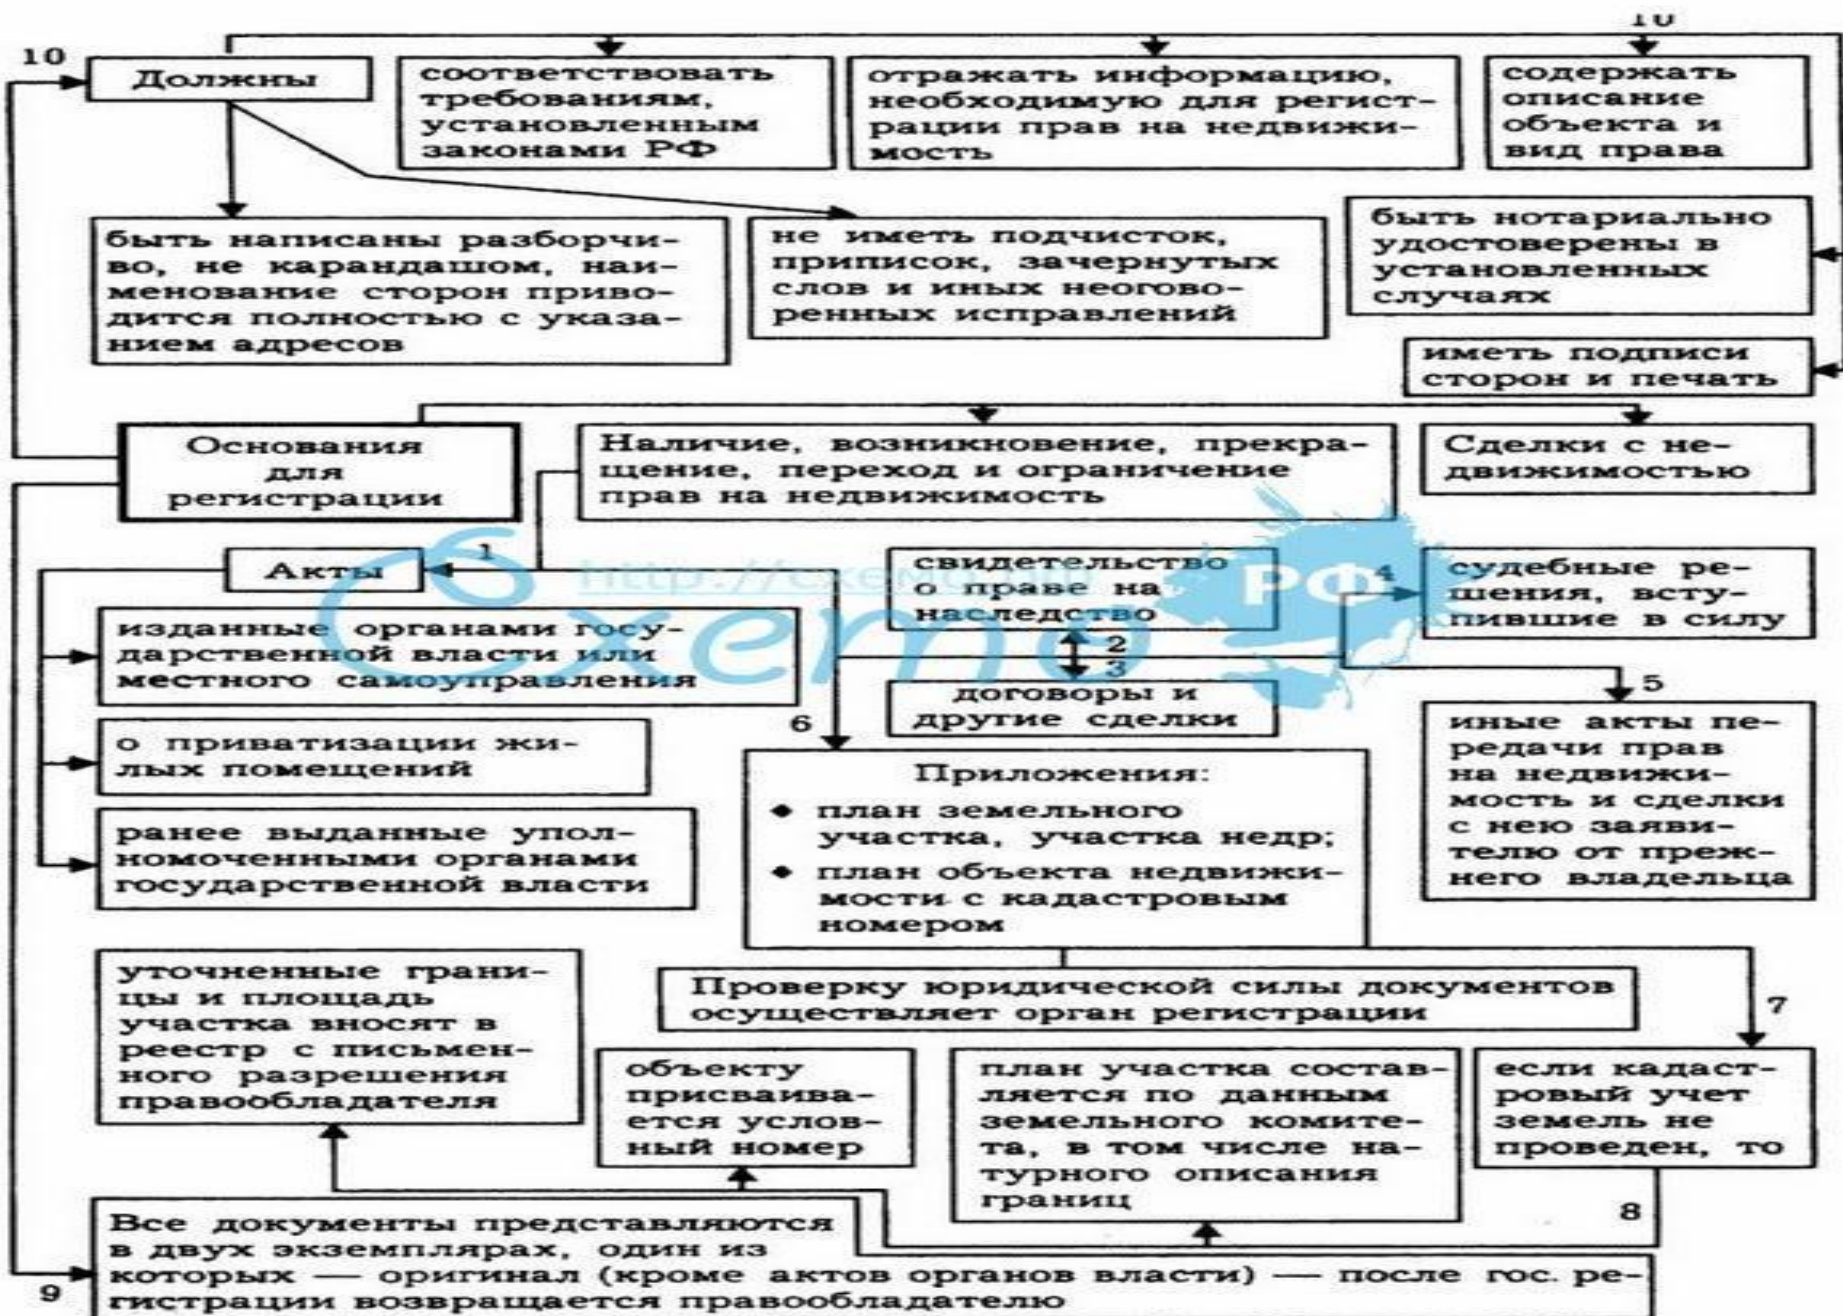 10
10
Должны
соответствовать
требованиям,
установленным
законами РФ
отражать информацию,
необходимую для регист-
рации прав на недвижи-
мость
содержать
описание
объекта и
вид права
быть написаны разборчи-
во, не карандашом, наи-
менование сторон приво-
дится полностью с указа-
нием адресов
не иметь подчисток,
приписок, зачернутых
слов и иных неогово-
ренных исправлений
быть нотариально
удостоверены в
установленных
случаях
иметь подписи
сторон и печать
Основания
для
регистрации
Наличие, возникновение, прекра-
щение, переход и ограничение
прав на недвижимость
Сделки с не-
движимостью
1
Акты
изданные органами госу-
дарственной власти или
местного самоуправления
о приватизации жи-
лых помещений
ранее выданные упол-
номоченными органами
государственной власти
свидетельство
о праве на
наследство
2
3
договоры и
другие сделки
4
судебные ре-
шения, всту-
пившие в силу
5
иные акты пе-
редачи прав
на недвижи-
мость и сделки
с нею заяви-
телю от преж-
него владельца
6
Приложения:
♦ план земельного
участка, участка недр;
♦ план объекта недвижи-
мости с кадастровым
номером
Проверку юридической силы документов
осуществляет орган регистрации
7
уточненные грани-
цы и площадь
участка вносят в
реестр с письмен-
ного разрешения
правообладателя
объекту
присваива-
ется услов-
ный номер
план участка состав-
ляется по данным
земельного комите-
та, в том числе на-
турного описания
границ
если кадаст-
ровый учет
земель не
проведен, то
8
9
Все документы представляются
в двух экземплярах, один из
которых — оригинал (кроме актов органов власти) — после гос. ре-
гистрации возвращается правообладателю
Схемо
РФ